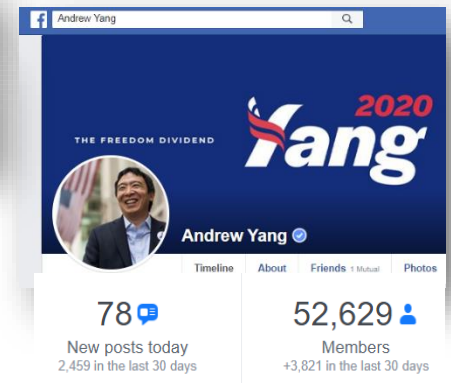 Andrew Yang
2020
Yang
THE FREEDOM DIVIDEND
Andrew Yang
Timeline About Friends 1 Mutual Photos
78 52,629
New posts today Members
2,459 in the last 30 days +3,821 in the last 30 days